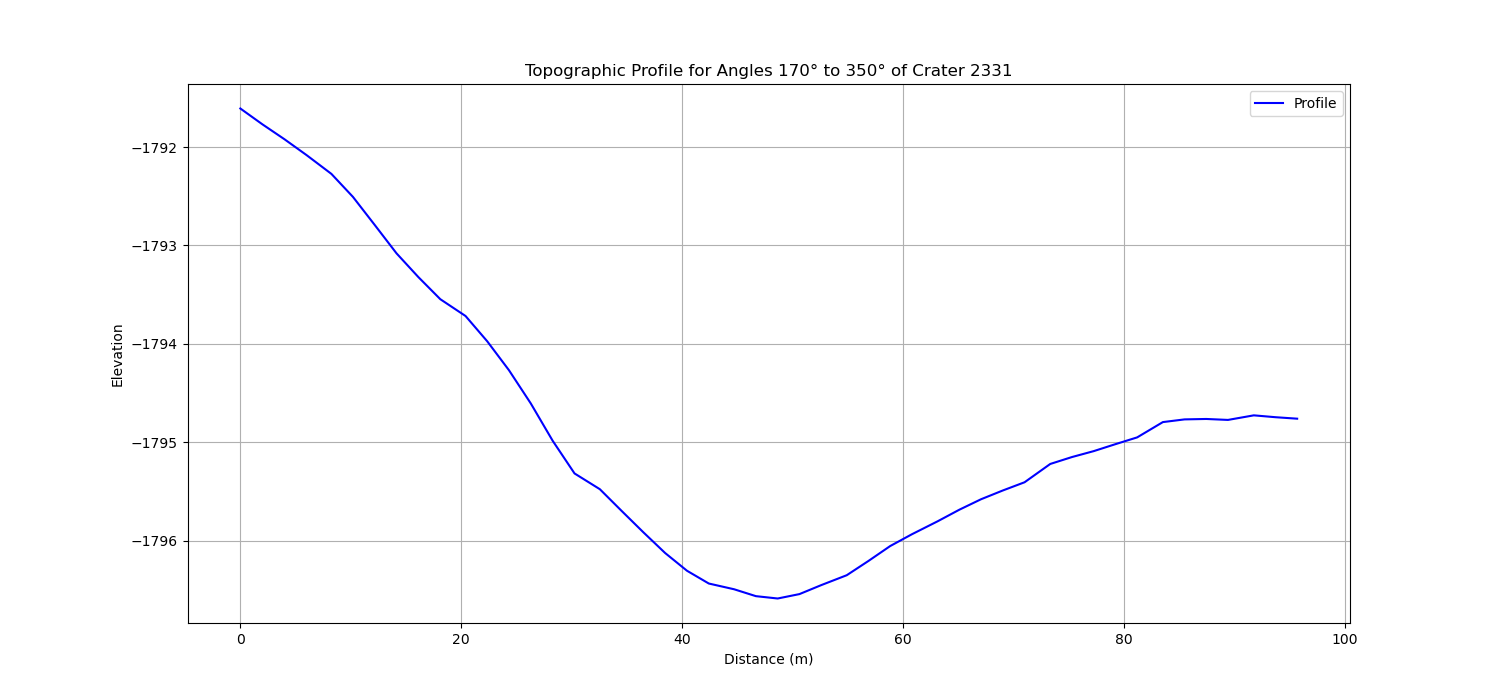 Topographic Profile for Angles 170° to 350° of Crater 2331
Profile
−1792
−1793
−1794
−1795
−1796
Elevation
0 20 40 60 80 100
Distance (m)